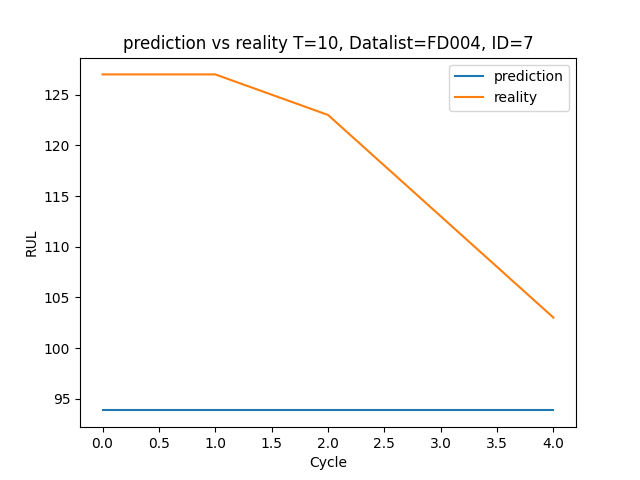 prediction vs reality T=10, Datalist=FD004, ID=7
prediction
reality
RUL
125
120
115
110
105
100
95
0.0 0.5 1.0 1.5 2.0 2.5 3.0 3.5 4.0
Cycle